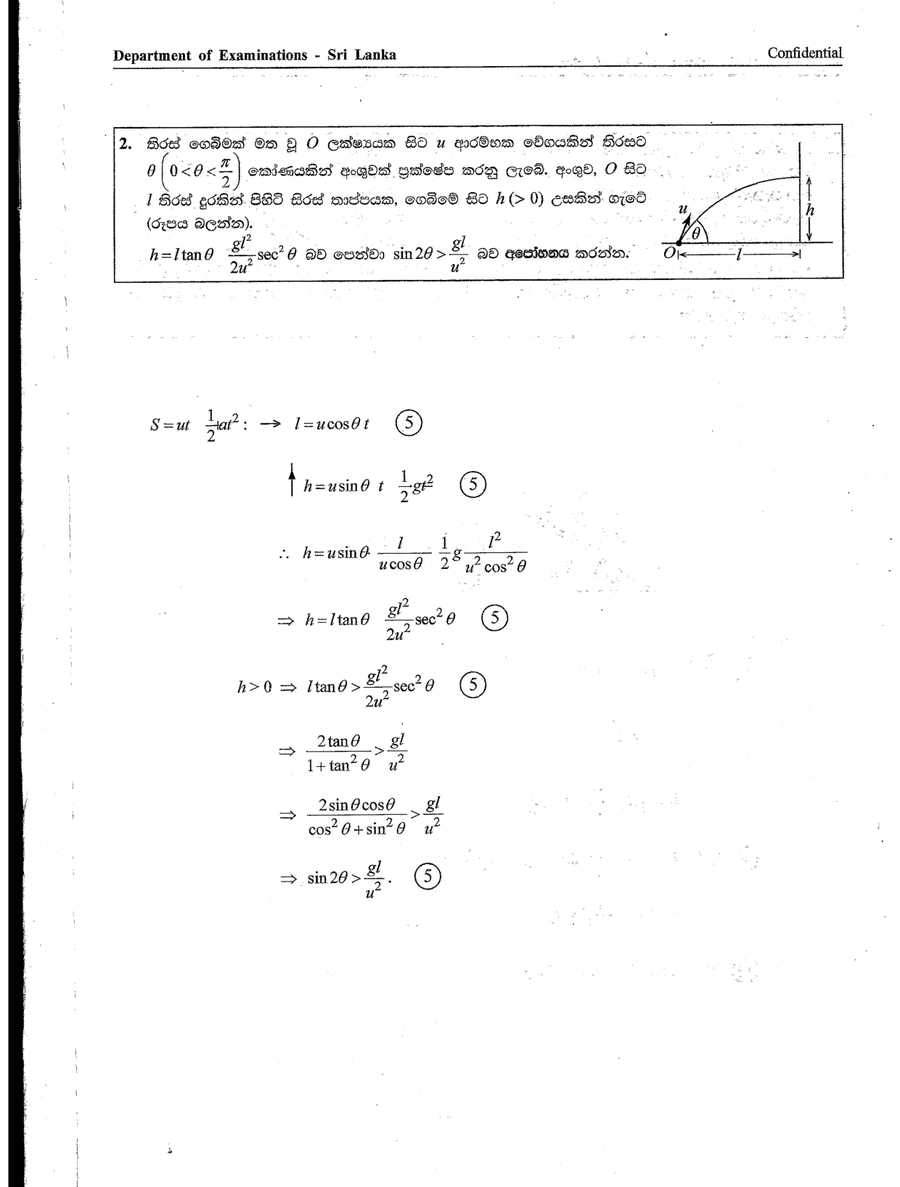 Department of Examinations - Sri Lanka
Confidential
2. තිරස් ගෙබිමක් මත වූ O ලක්ෂ්‍යයක සිට u ආරම්භක වේගයකින් තිරසට
θ (0 < θ < π/2) කෝණයකින් අංශුවක් ප්‍රක්ෂේප කරනු ලැබේ. අංශුව, O සිට
l තිරස් දුරකින් පිහිටි සිරස් තාප්පයක, ගෙබිමේ සිට h (> 0) උසකින් ගැටේ
(රූපය බලන්න).
h = l tan θ gl²/2u² sec² θ බව පෙන්වා sin 2θ > gl/u² බව අපෝහනය කරන්න.
u
θ
h
O
l
S = ut ½at² : → l = u cos θ t (5)
↑ h = u sin θ t ½gt² (5)
∴ h = u sin θ l/(u cos θ) ½ g l²/(u² cos² θ)
⇒ h = l tan θ gl²/2u² sec² θ (5)
h > 0 ⇒ l tan θ > gl²/2u² sec² θ (5)
⇒ 2 tan θ/(1 + tan² θ) > gl/u²
⇒ 2 sin θ cos θ/(cos² θ + sin² θ) > gl/u²
⇒ sin 2θ > gl/u² . (5)